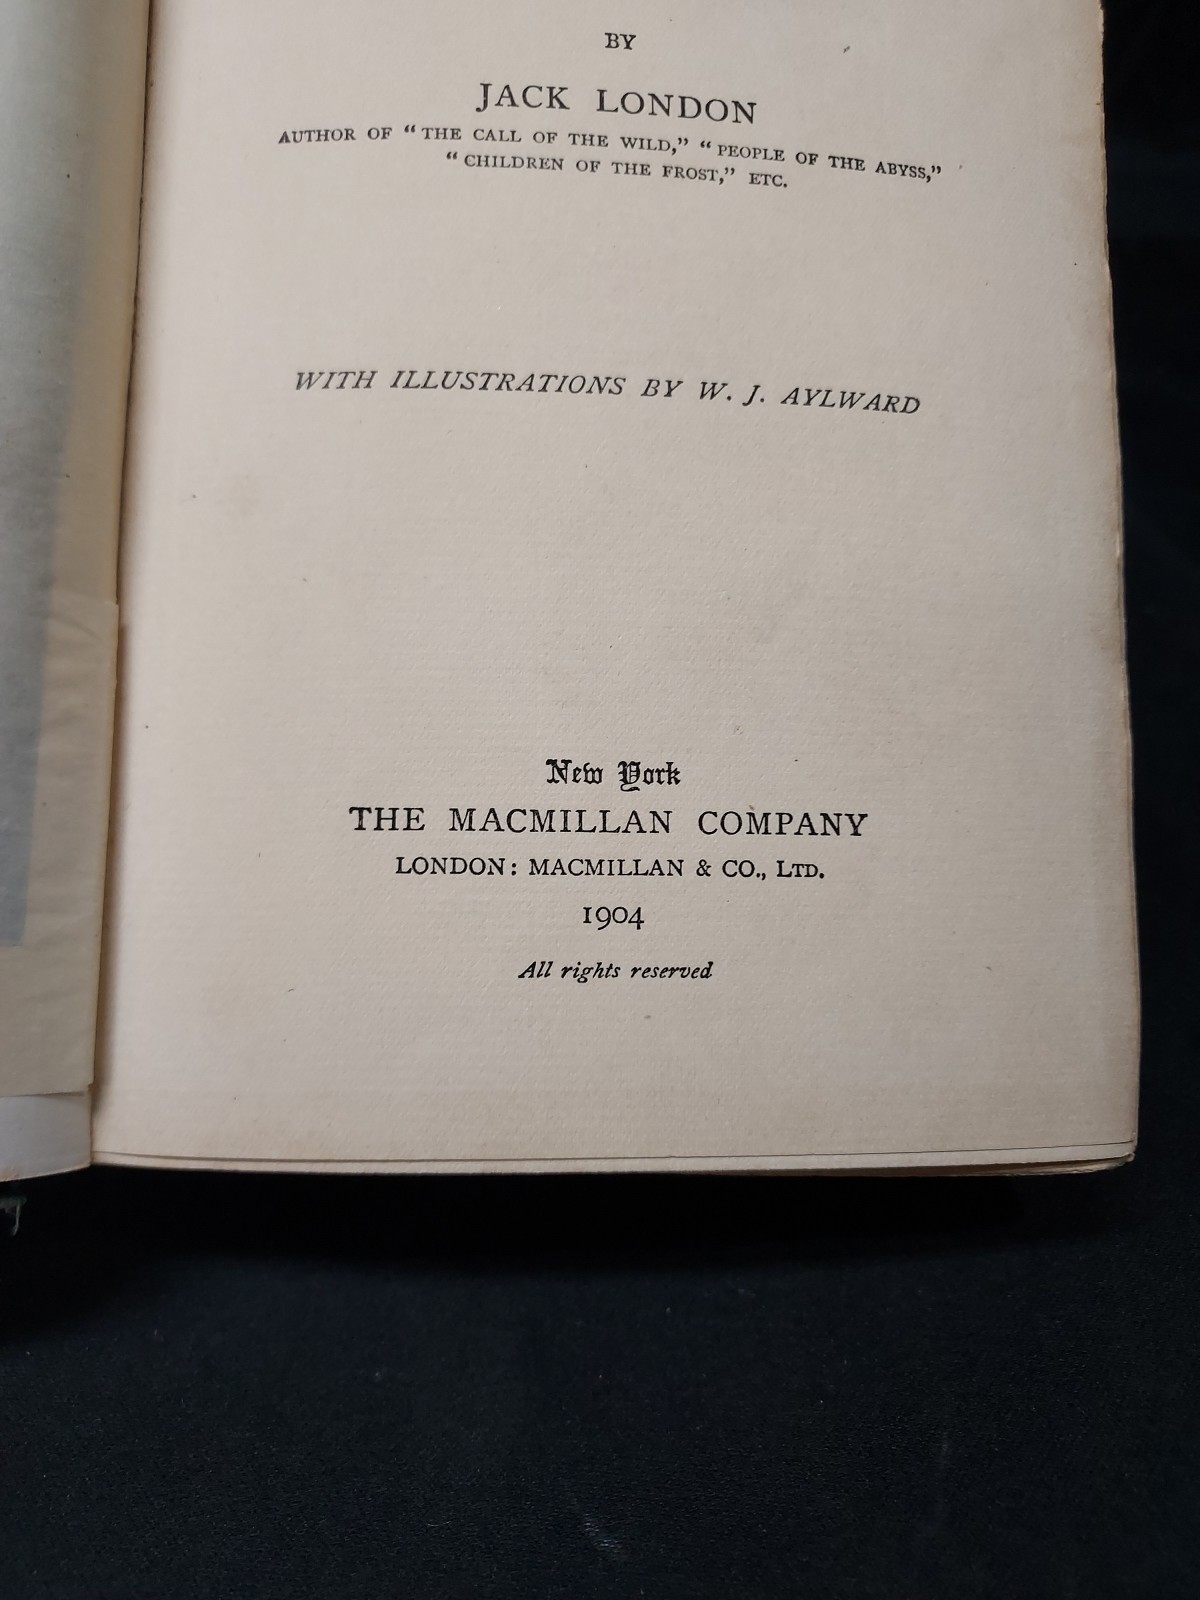 BY
JACK LONDON
AUTHOR OF “THE CALL OF THE WILD,” “PEOPLE OF THE ABYSS,”
“CHILDREN OF THE FROST,” ETC.
WITH ILLUSTRATIONS BY W. J. AYLWARD
New York
THE MACMILLAN COMPANY
LONDON: MACMILLAN & CO., LTD.
1904
All rights reserved